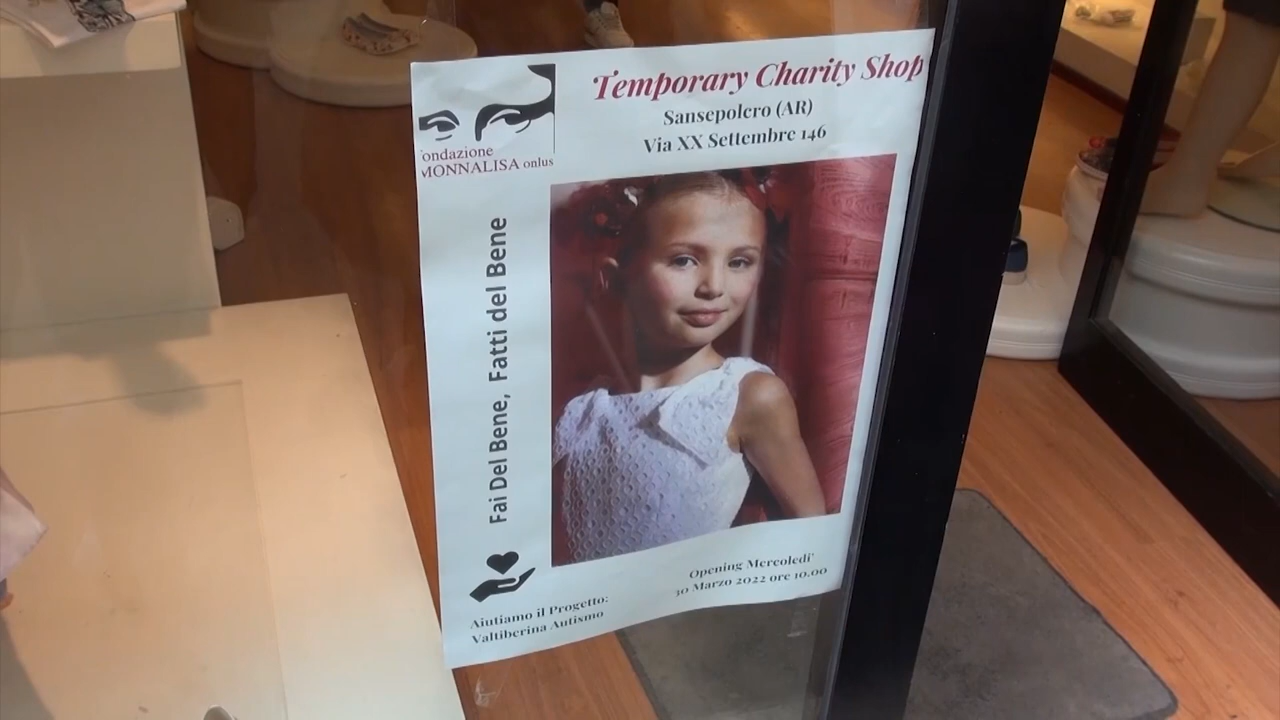 Temporary Charity Shop
Sansepolcro (AR)
Via XX Settembre 146
ondazione
MONNALISA onlus
Fai Del Bene, Fatti del Bene
Opening Mercoledi'
30 Marzo 2022 ore 10.00
Aiutiamo il Progetto:
Valtiberina Autismo